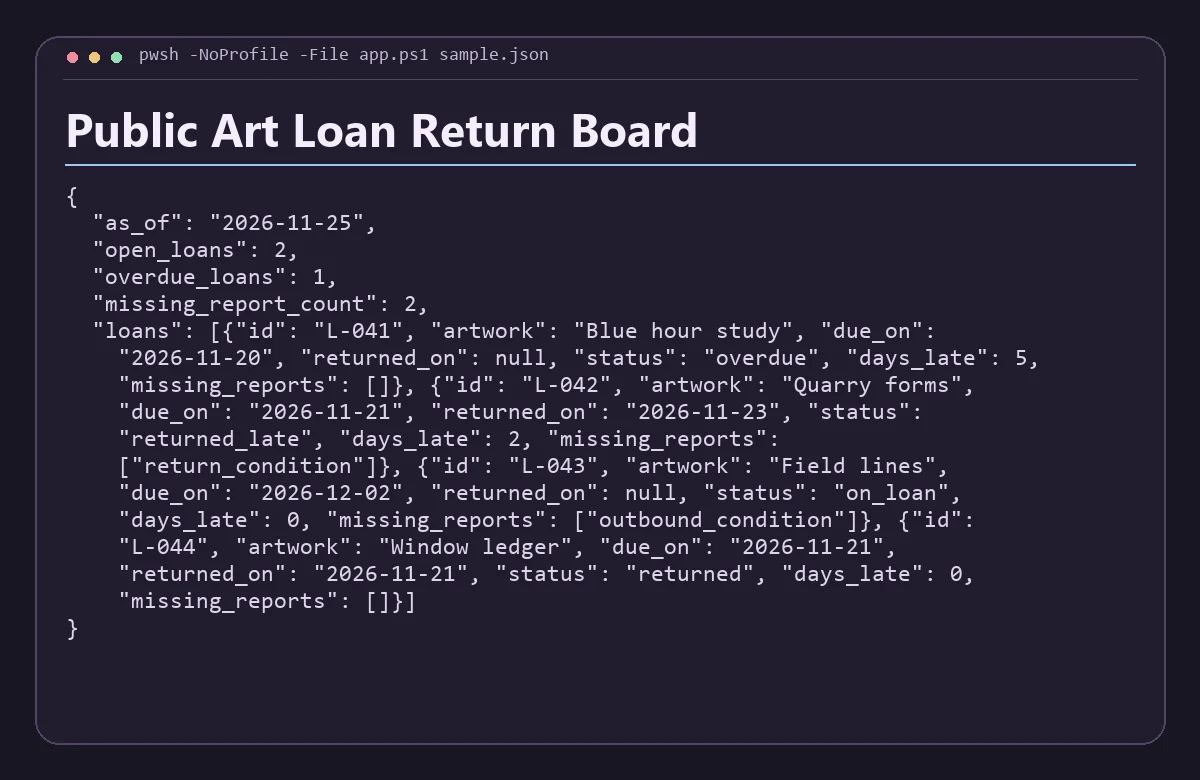 pwsh -NoProfile -File app.ps1 sample.json
Public Art Loan Return Board
{
  "as_of": "2026-11-25",
  "open_loans": 2,
  "overdue_loans": 1,
  "missing_report_count": 2,
  "loans": [{"id": "L-041", "artwork": "Blue hour study", "due_on":
    "2026-11-20", "returned_on": null, "status": "overdue", "days_late": 5,
    "missing_reports": []}, {"id": "L-042", "artwork": "Quarry forms",
    "due_on": "2026-11-21", "returned_on": "2026-11-23", "status":
    "returned_late", "days_late": 2, "missing_reports":
    ["return_condition"]}, {"id": "L-043", "artwork": "Field lines",
    "due_on": "2026-12-02", "returned_on": null, "status": "on_loan",
    "days_late": 0, "missing_reports": ["outbound_condition"]}, {"id":
    "L-044", "artwork": "Window ledger", "due_on": "2026-11-21",
    "returned_on": "2026-11-21", "status": "returned", "days_late": 0,
    "missing_reports": []}]
}